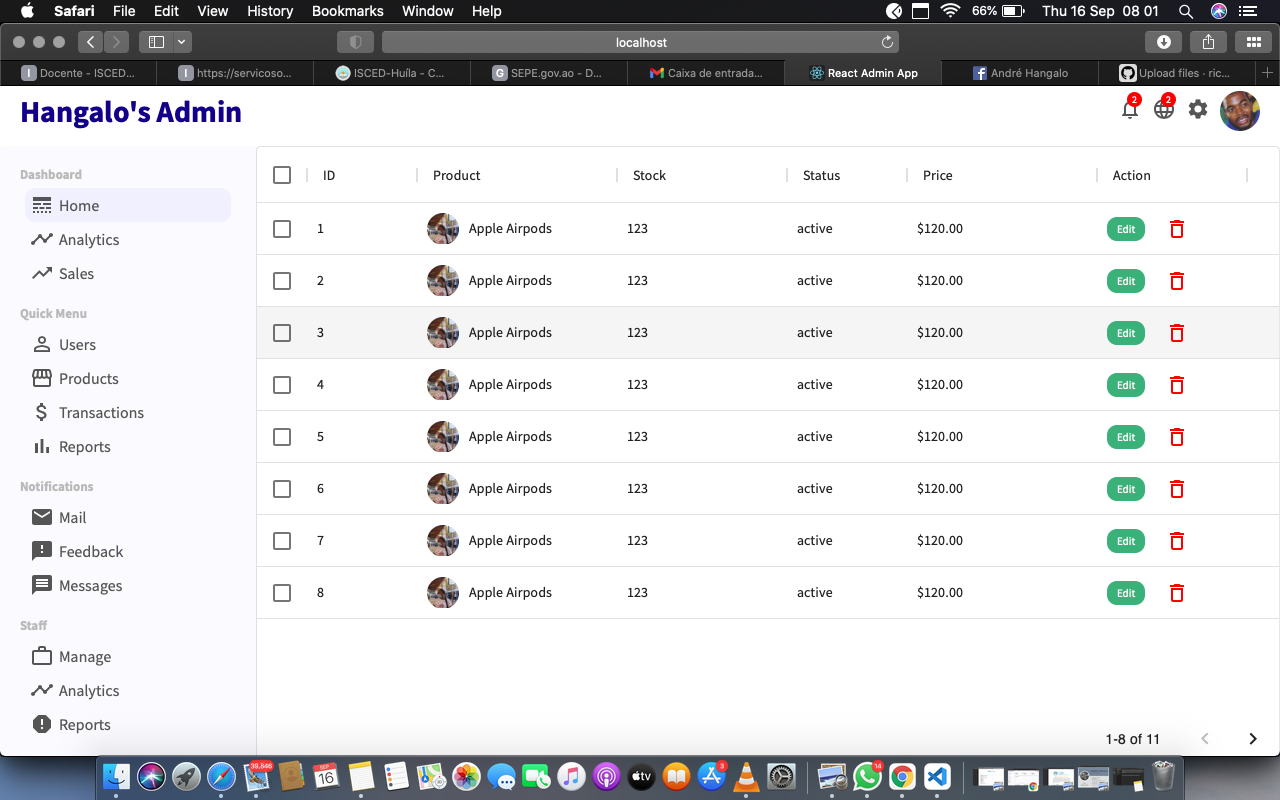 Safari File Edit View History Bookmarks Window Help 66% Thu 16 Sep 08 01
localhost
Docente - ISCED... https://servicoso... ISCED-Huíla - C... SEPE.gov.ao - D... Caixa de entrada... React Admin App André Hangalo Upload files · ric...
Hangalo's Admin 2 2
Dashboard
Home
Analytics
Sales
Quick Menu
Users
Products
Transactions
Reports
Notifications
Mail
Feedback
Messages
Staff
Manage
Analytics
Reports
ID Product Stock Status Price Action
1 Apple Airpods 123 active $120.00 Edit
2 Apple Airpods 123 active $120.00 Edit
3 Apple Airpods 123 active $120.00 Edit
4 Apple Airpods 123 active $120.00 Edit
5 Apple Airpods 123 active $120.00 Edit
6 Apple Airpods 123 active $120.00 Edit
7 Apple Airpods 123 active $120.00 Edit
8 Apple Airpods 123 active $120.00 Edit
1-8 of 11
39,846 SEP 16 tv 3 14